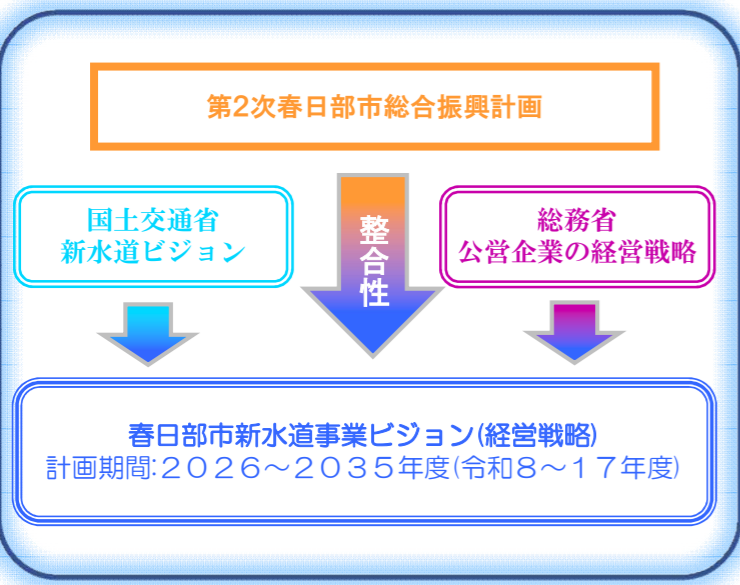 第2次春日部市総合振興計画
国土交通省
新水道ビジョン
整合性
総務省
公営企業の経営戦略
春日部市新水道事業ビジョン(経営戦略)
計画期間:２０２６～２０３５年度(令和８～１７年度)